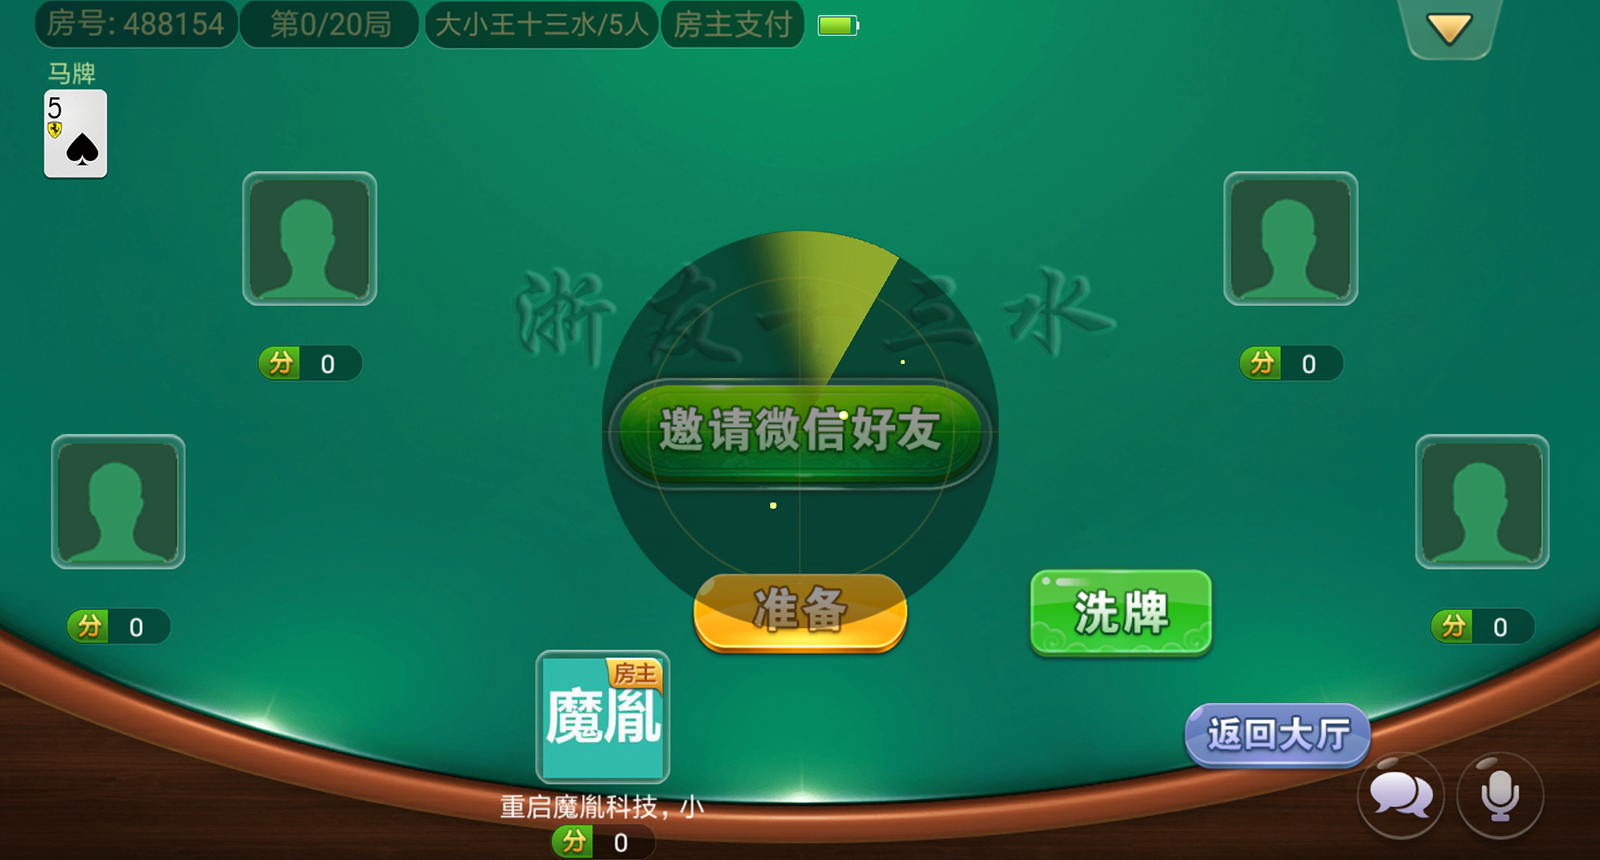 房号: 488154
第0/20局
大小王十三水/5人
房主支付
马牌
5
浙友十三水
分 0
分 0
邀请微信好友
分 0
分 0
准备
洗牌
房主
魔胤
返回大厅
重启魔胤科技，小
分 0